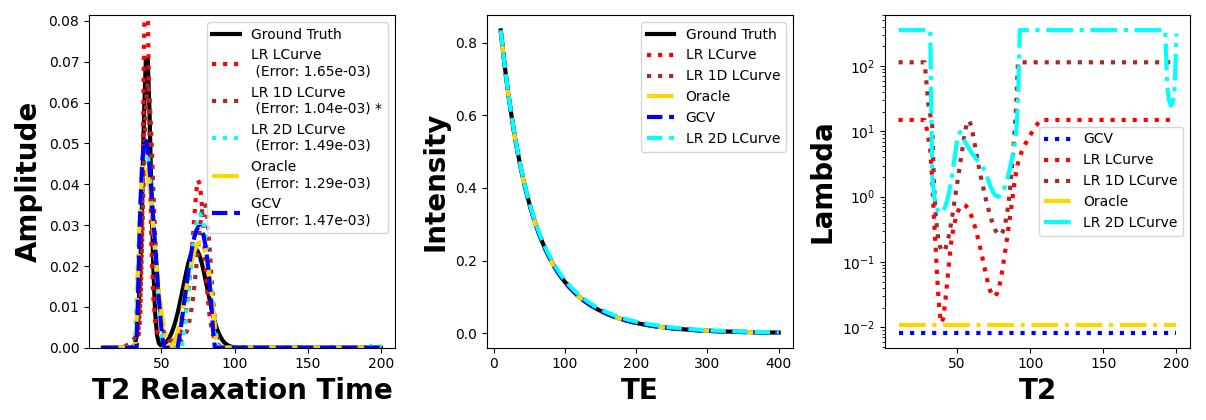 Amplitude
0.08
0.07
0.06
0.05
0.04
0.03
0.02
0.01
0.00
50
100
150
200
T2 Relaxation Time
Ground Truth
LR LCurve
(Error: 1.65e-03)
LR 1D LCurve
(Error: 1.04e-03) *
LR 2D LCurve
(Error: 1.49e-03)
Oracle
(Error: 1.29e-03)
GCV
(Error: 1.47e-03)
Intensity
0.8
0.6
0.4
0.2
0.0
0
100
200
300
400
TE
Ground Truth
LR LCurve
LR 1D LCurve
Oracle
GCV
LR 2D LCurve
Lambda
10²
10¹
10⁰
10⁻¹
10⁻²
50
100
150
200
T2
GCV
LR LCurve
LR 1D LCurve
Oracle
LR 2D LCurve